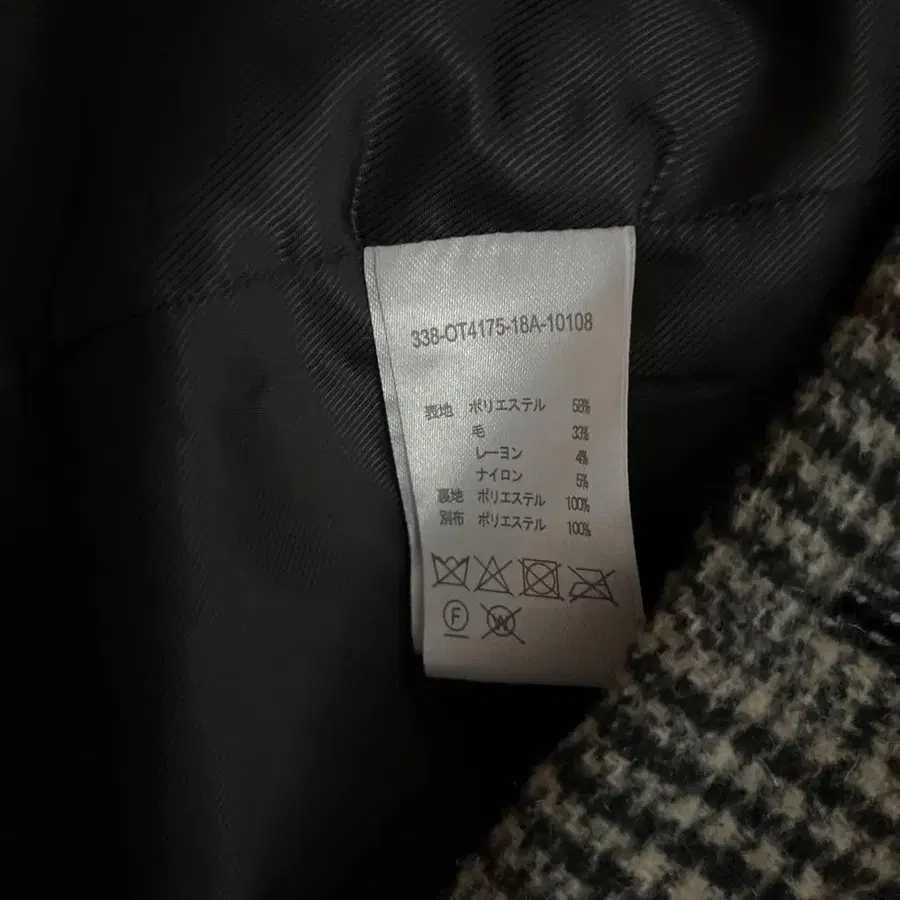 338-OT4175-18A-10108
表地 ポリエステル 58%
毛 33%
レーヨン 4%
ナイロン 5%
裏地 ポリエステル 100%
別布 ポリエステル 100%
F W